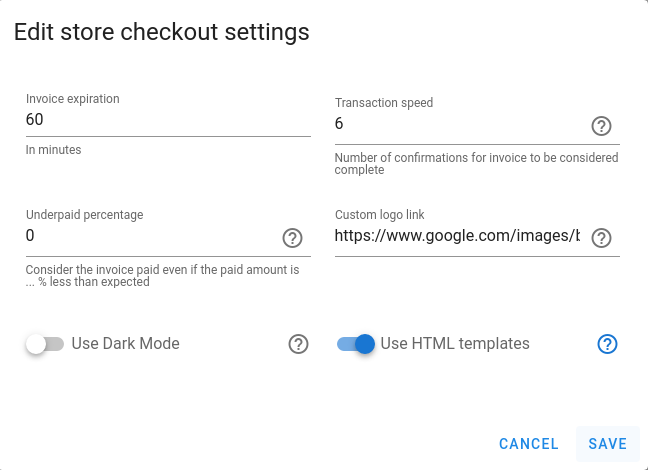 Edit store checkout settings
Invoice expiration
60
In minutes
Transaction speed
6
Number of confirmations for invoice to be considered
complete
Underpaid percentage
0
Consider the invoice paid even if the paid amount is
... % less than expected
Custom logo link
https://www.google.com/images/b
Use Dark Mode
Use HTML templates
CANCEL
SAVE